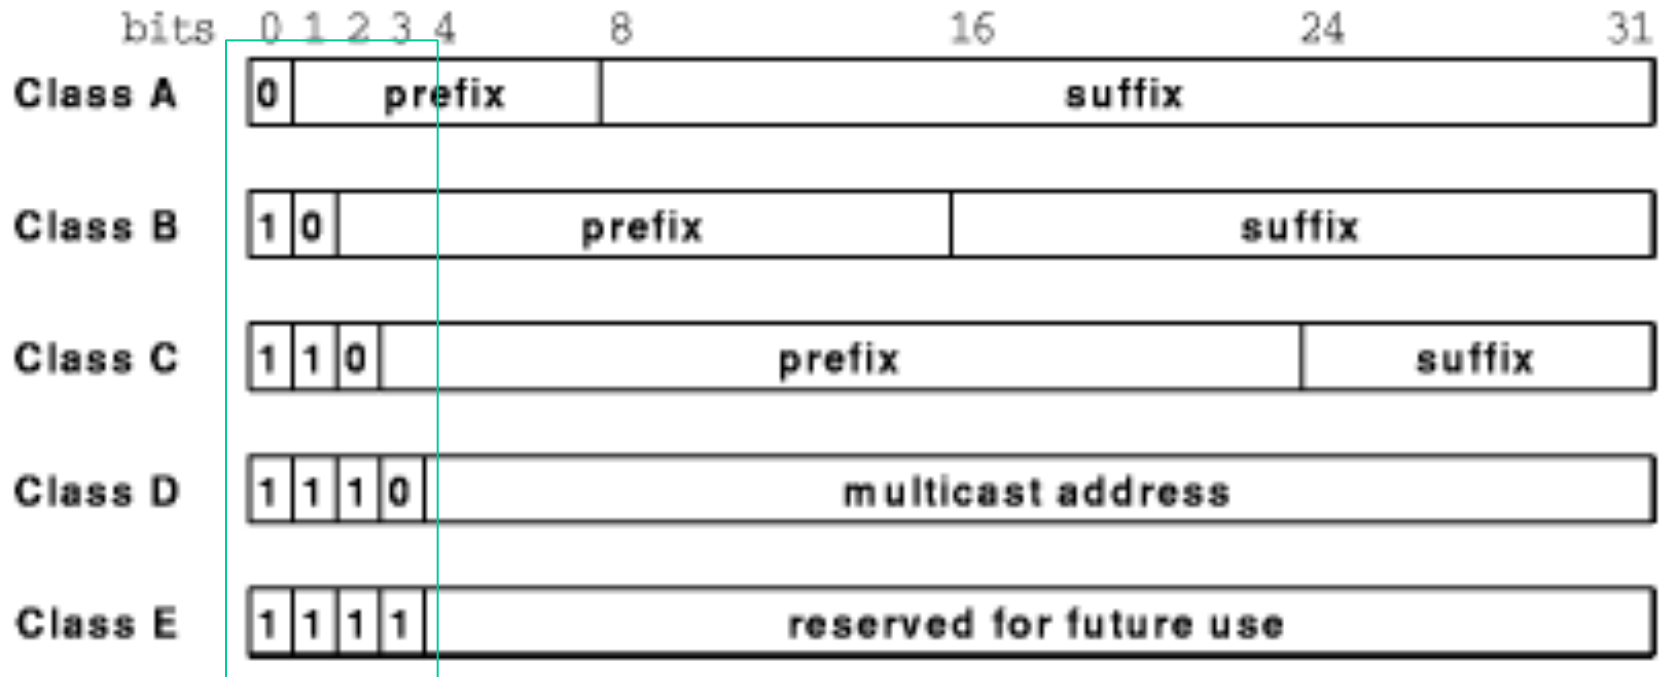 bits 0 1 2 3 4 8 16 24 31
Class A 0 prefix suffix
Class B 1 0 prefix suffix
Class C 1 1 0 prefix suffix
Class D 1 1 1 0 multicast address
Class E 1 1 1 1 reserved for future use